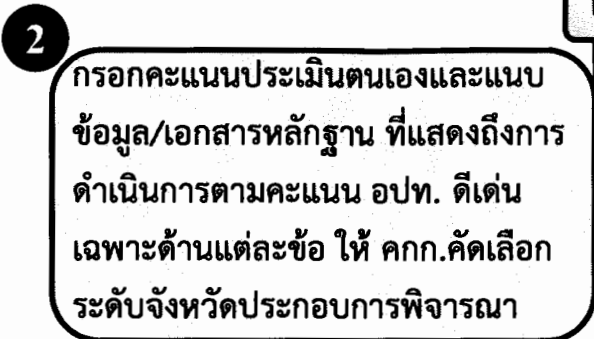 2
กรอกคะแนนประเมินตนเองและแนบ
ข้อมูล/เอกสารหลักฐาน ที่แสดงถึงการ
ดำเนินการตามคะแนน อปท. ดีเด่น
เฉพาะด้านแต่ละข้อ ให้ คกก.คัดเลือก
ระดับจังหวัดประกอบการพิจารณา